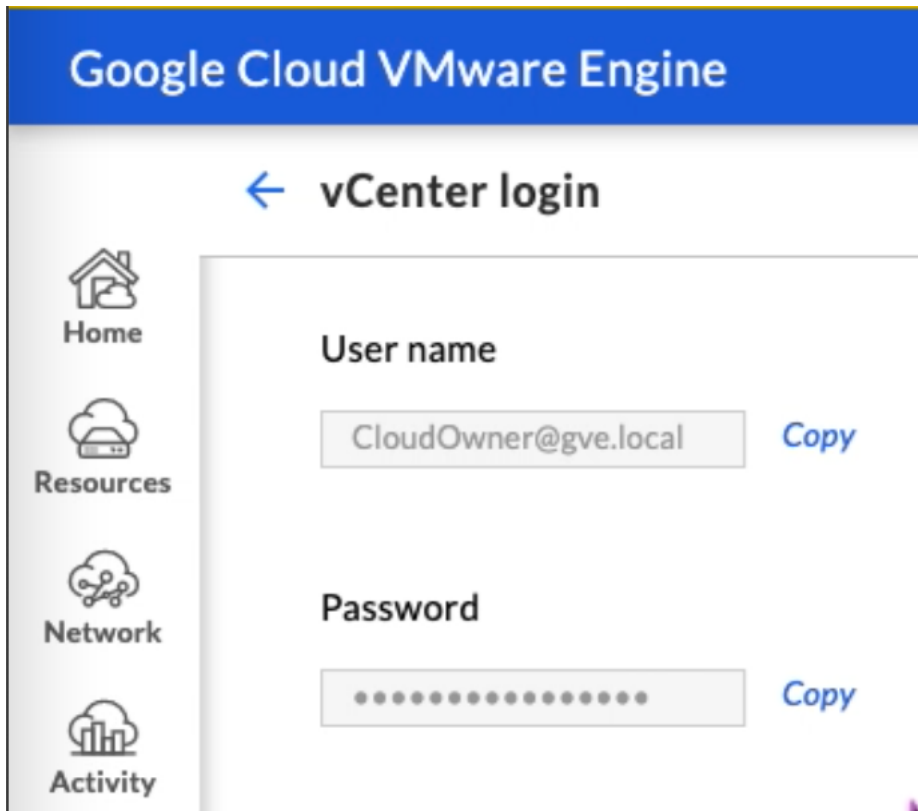 Google Cloud VMware Engine
vCenter login
Home
Resources
Network
Activity
User name
CloudOwner@gve.local Copy
Password
•••••••••••••••• Copy